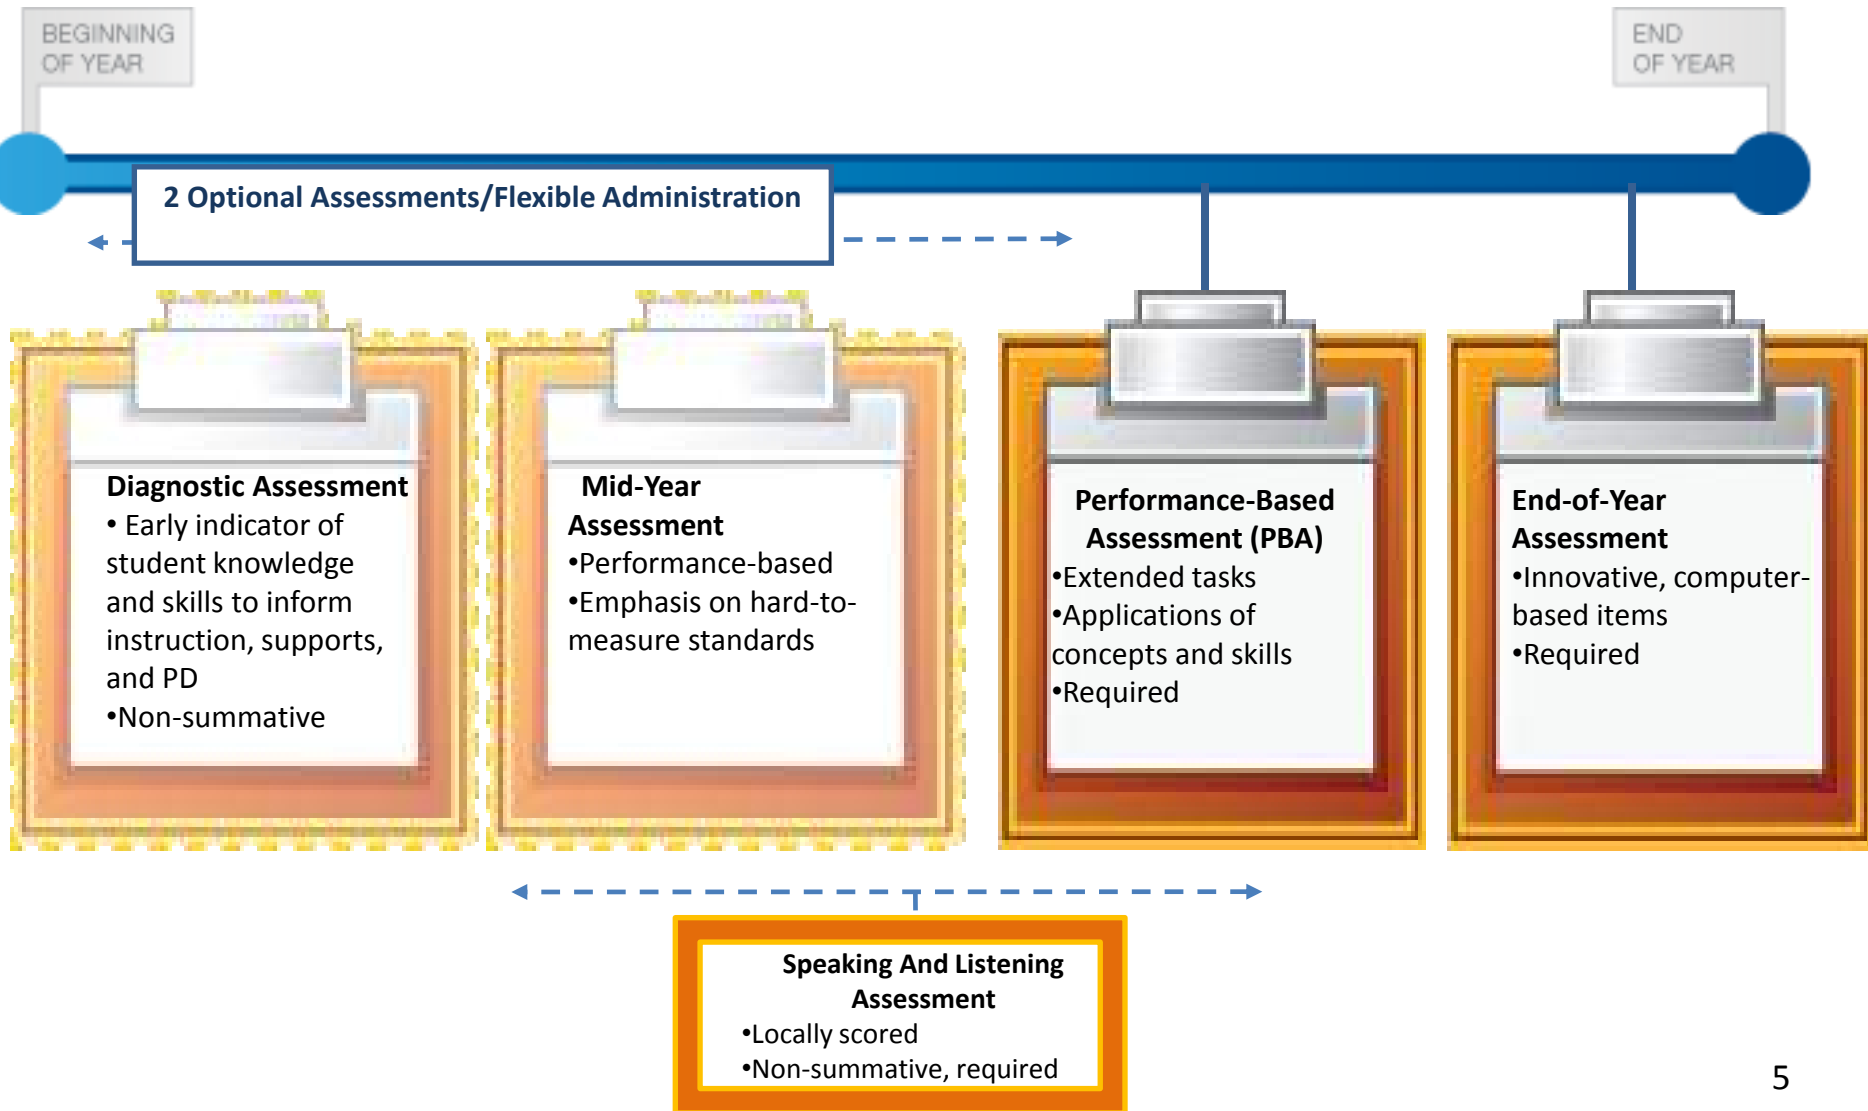 BEGINNING
OF YEAR
END
OF YEAR
2 Optional Assessments/Flexible Administration
Diagnostic Assessment
• Early indicator of
student knowledge
and skills to inform
instruction, supports,
and PD
•Non-summative
Mid-Year
Assessment
•Performance-based
•Emphasis on hard-to-
measure standards
Performance-Based
Assessment (PBA)
•Extended tasks
•Applications of
concepts and skills
•Required
End-of-Year
Assessment
•Innovative, computer-
based items
•Required
Speaking And Listening
Assessment
•Locally scored
•Non-summative, required
5